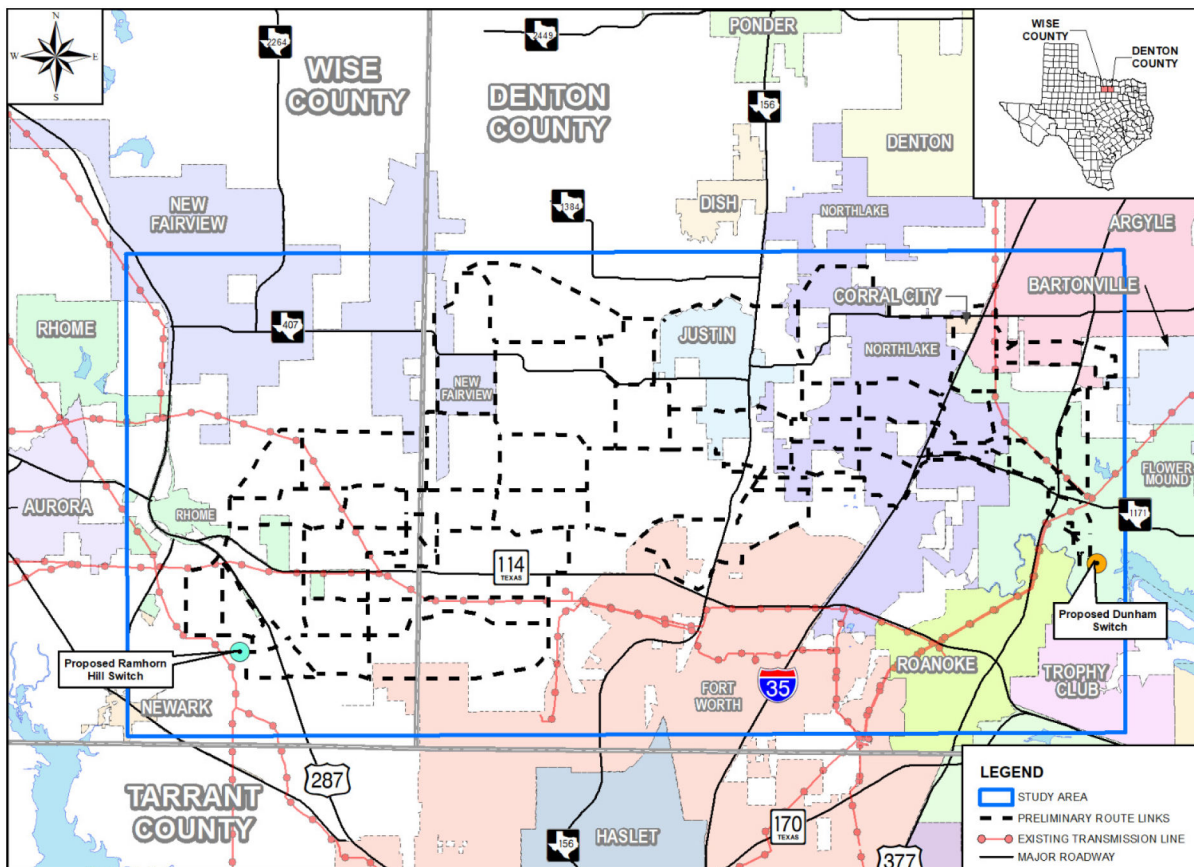 N
W
E
S
2264
WISE
COUNTY
2449
DENTON
COUNTY
PONDER
156
WISE
COUNTY
DENTON
COUNTY
DENTON
NEW
FAIRVIEW
1384
DISH
NORTHLAKE
ARGYLE
BARTONVILLE
CORRAL CITY
RHOME
407
JUSTIN
NORTHLAKE
NEW
FAIRVIEW
AURORA
RHOME
FLOWER
MOUND
1171
114
TEXAS
Proposed Dunham
Switch
Proposed Ramhorn
Hill Switch
ROANOKE
TROPHY
CLUB
35
FORT
WORTH
NEWARK
287
TARRANT
COUNTY
HASLET
156
170
TEXAS
377
LEGEND
STUDY AREA
PRELIMINARY ROUTE LINKS
EXISTING TRANSMISSION LINE
MAJOR ROADWAY